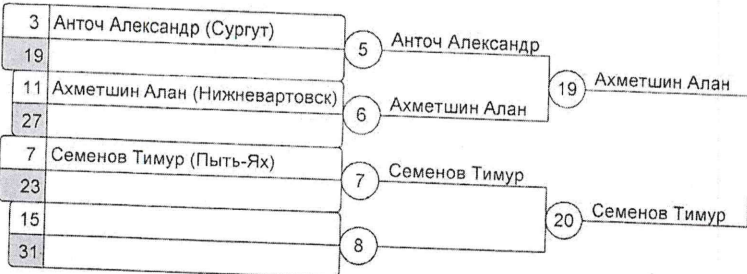 3 Анточ Александр (Сургут)
19
5 Анточ Александр
11 Ахметшин Алан (Нижневартовск)
27
6 Ахметшин Алан
19 Ахметшин Алан
7 Семенов Тимур (Пыть-Ях)
23
7 Семенов Тимур
15
31
8
20 Семенов Тимур